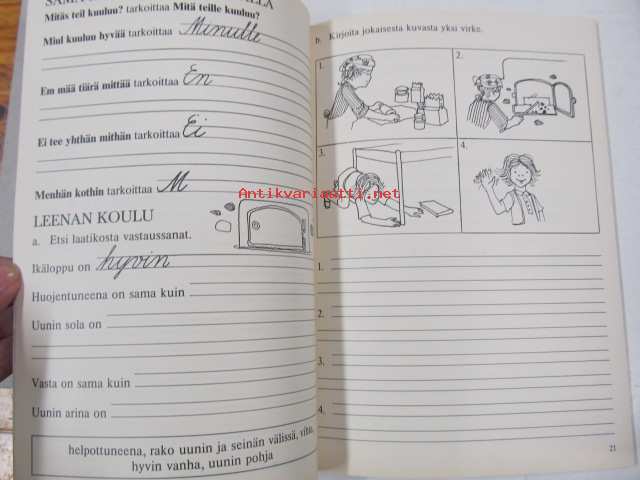 Mitäs teil kuuluu? tarkoittaa Mitä teille kuuluu?
Miul kuuluu hyvää tarkoittaa Minulle
Em mää tiärä mittää tarkoittaa En
Ei tee yhthän mithän tarkoittaa Ei
Menhän kothin tarkoittaa M
LEENAN KOULU
a. Etsi laatikosta vastaussanat.
Ikäloppu on hyvin
Huojentuneena on sama kuin
Uunin sola on
Vasta on sama kuin
Uunin arina on
helpottuneena, rako uunin ja seinän välissä, vihta,
hyvin vanha, uunin pohja
b. Kirjoita jokaisesta kuvasta yksi virke.
1.
2.
3.
4.
Antikvariaatti.net
1.
2.
3.
4.
21